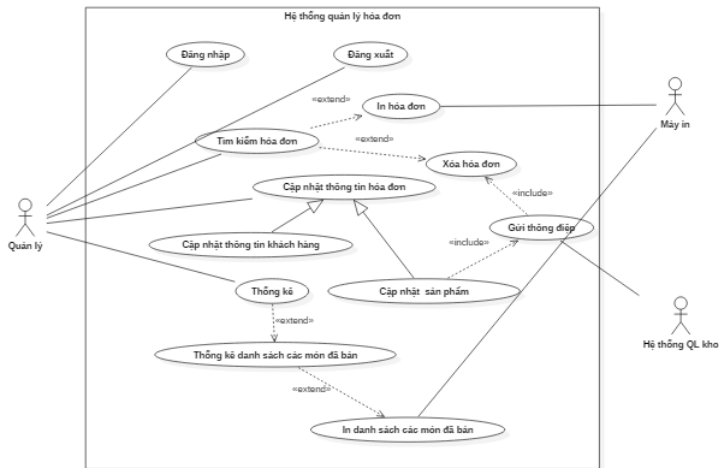 Hệ thống quản lý hóa đơn
Đăng nhập
Đăng xuất
«extend»
In hóa đơn
Máy in
Tìm kiếm hóa đơn
«extend»
Xóa hóa đơn
Cập nhật thông tin hóa đơn
«include»
Quản lý
Cập nhật thông tin khách hàng
Gửi thông điệp
«include»
Thống kê
Cập nhật sản phẩm
«extend»
Hệ thống QL kho
Thống kê danh sách các món đã bán
«extend»
In danh sách các món đã bán